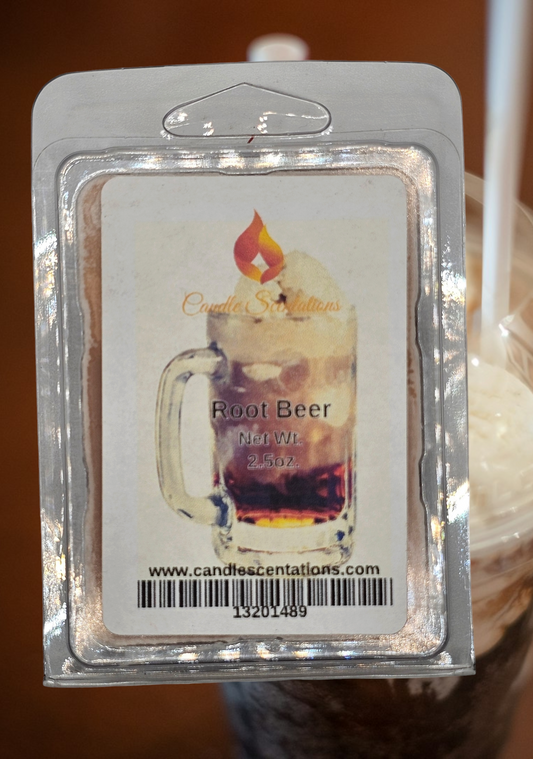 Candle Scentations
Root Beer
Net Wt.
2.5oz.
www.candlescentations.com
13201489